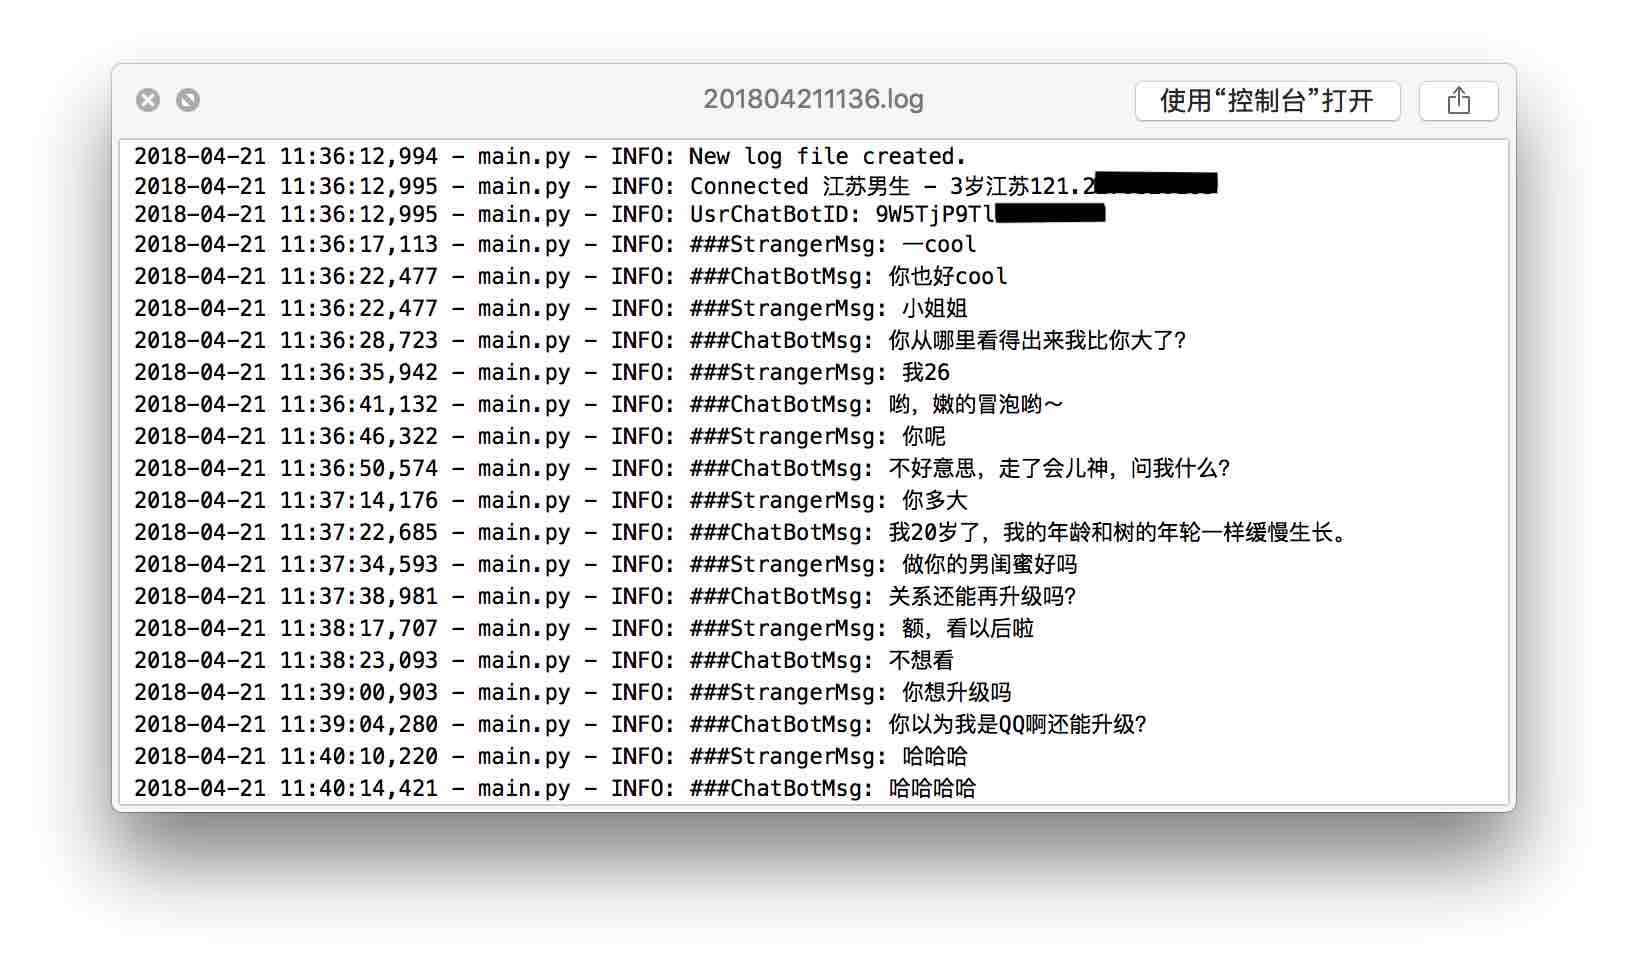 201804211136.log
使用“控制台”打开
2018-04-21 11:36:12,994 - main.py - INFO: New log file created.
2018-04-21 11:36:12,995 - main.py - INFO: Connected 江苏男生 - 3岁江苏121.2
2018-04-21 11:36:12,995 - main.py - INFO: UsrChatBotID: 9W5TjP9Tl
2018-04-21 11:36:17,113 - main.py - INFO: ###StrangerMsg: 一cool
2018-04-21 11:36:22,477 - main.py - INFO: ###ChatBotMsg: 你也好cool
2018-04-21 11:36:22,477 - main.py - INFO: ###StrangerMsg: 小姐姐
2018-04-21 11:36:28,723 - main.py - INFO: ###ChatBotMsg: 你从哪里看得出来我比你大了？
2018-04-21 11:36:35,942 - main.py - INFO: ###StrangerMsg: 我26
2018-04-21 11:36:41,132 - main.py - INFO: ###ChatBotMsg: 哟，嫩的冒泡哟～
2018-04-21 11:36:46,322 - main.py - INFO: ###StrangerMsg: 你呢
2018-04-21 11:36:50,574 - main.py - INFO: ###ChatBotMsg: 不好意思，走了会儿神，问我什么？
2018-04-21 11:37:14,176 - main.py - INFO: ###StrangerMsg: 你多大
2018-04-21 11:37:22,685 - main.py - INFO: ###ChatBotMsg: 我20岁了，我的年龄和树的年轮一样缓慢生长。
2018-04-21 11:37:34,593 - main.py - INFO: ###StrangerMsg: 做你的男闺蜜好吗
2018-04-21 11:37:38,981 - main.py - INFO: ###ChatBotMsg: 关系还能再升级吗？
2018-04-21 11:38:17,707 - main.py - INFO: ###StrangerMsg: 额，看以后啦
2018-04-21 11:38:23,093 - main.py - INFO: ###ChatBotMsg: 不想看
2018-04-21 11:39:00,903 - main.py - INFO: ###StrangerMsg: 你想升级吗
2018-04-21 11:39:04,280 - main.py - INFO: ###ChatBotMsg: 你以为我是QQ啊还能升级？
2018-04-21 11:40:10,220 - main.py - INFO: ###StrangerMsg: 哈哈哈
2018-04-21 11:40:14,421 - main.py - INFO: ###ChatBotMsg: 哈哈哈哈